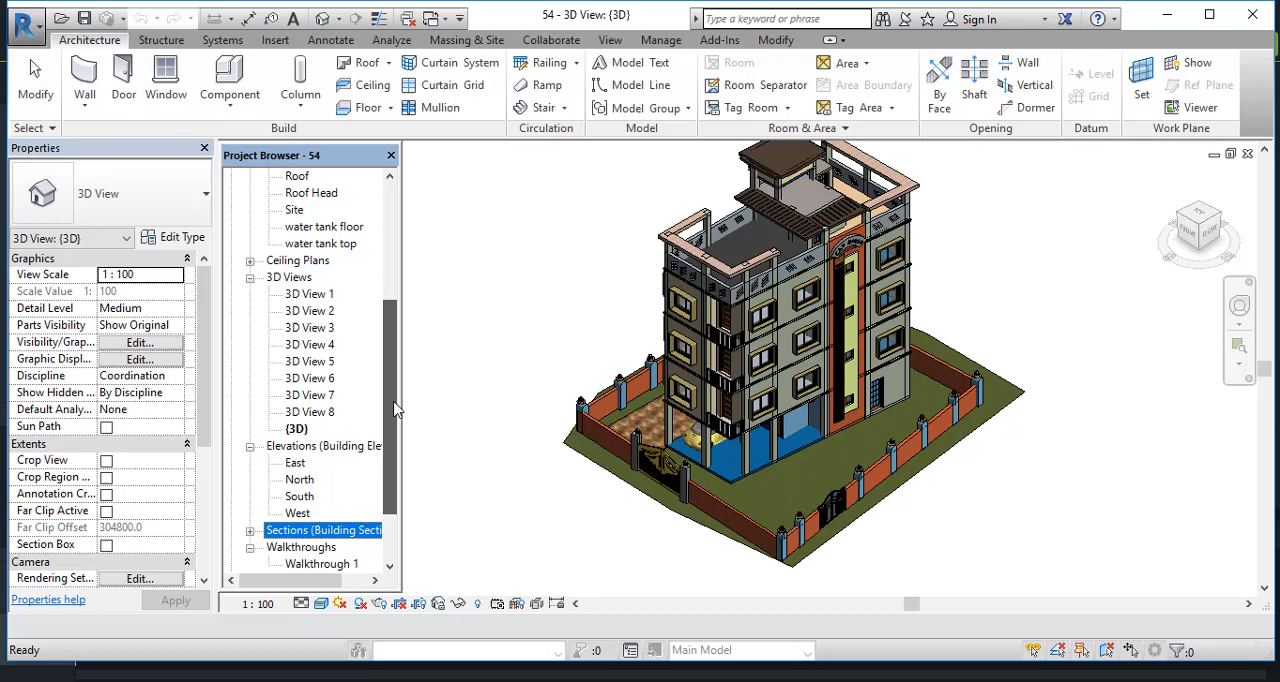 54 - 3D View: {3D}
Type a keyword or phrase
Sign In
Architecture Structure Systems Insert Annotate Analyze Massing & Site Collaborate View Manage Add-Ins Modify
Modify
Select
Wall
Door
Window
Component
Column
Roof
Ceiling
Floor
Curtain System
Curtain Grid
Mullion
Build
Railing
Ramp
Stair
Circulation
Model Text
Model Line
Model Group
Model
Room
Room Separator
Tag Room
Area
Area Boundary
Tag Area
Room & Area
By
Face
Shaft
Wall
Vertical
Dormer
Opening
Level
Grid
Datum
Set
Show
Ref Plane
Viewer
Work Plane
Properties
3D View
3D View: {3D}
Edit Type
Graphics
View Scale 1 : 100
Scale Value 1: 100
Detail Level Medium
Parts Visibility Show Original
Visibility/Grap... Edit...
Graphic Displ... Edit...
Discipline Coordination
Show Hidden ... By Discipline
Default Analy... None
Sun Path
Extents
Crop View
Crop Region ...
Annotation Cr...
Far Clip Active
Far Clip Offset 304800.0
Section Box
Camera
Rendering Set... Edit...
Properties help
Apply
Project Browser - 54
Roof
Roof Head
Site
water tank floor
water tank top
Ceiling Plans
3D Views
3D View 1
3D View 2
3D View 3
3D View 4
3D View 5
3D View 6
3D View 7
3D View 8
{3D}
Elevations (Building Ele
East
North
South
West
Sections (Building Secti
Walkthroughs
Walkthrough 1
1 : 100
Ready
:0
Main Model
:0